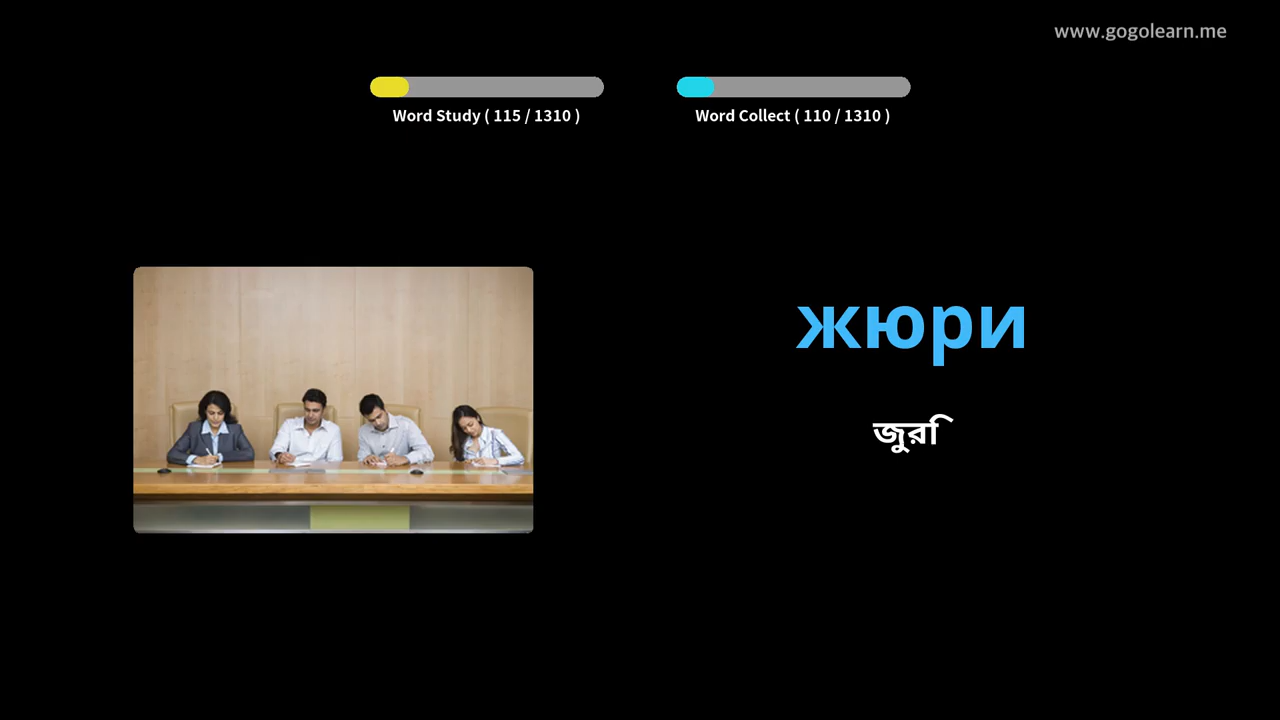 www.gogolearn.me
Word Study ( 115 / 1310 )
Word Collect ( 110 / 1310 )
жюри
জুরি